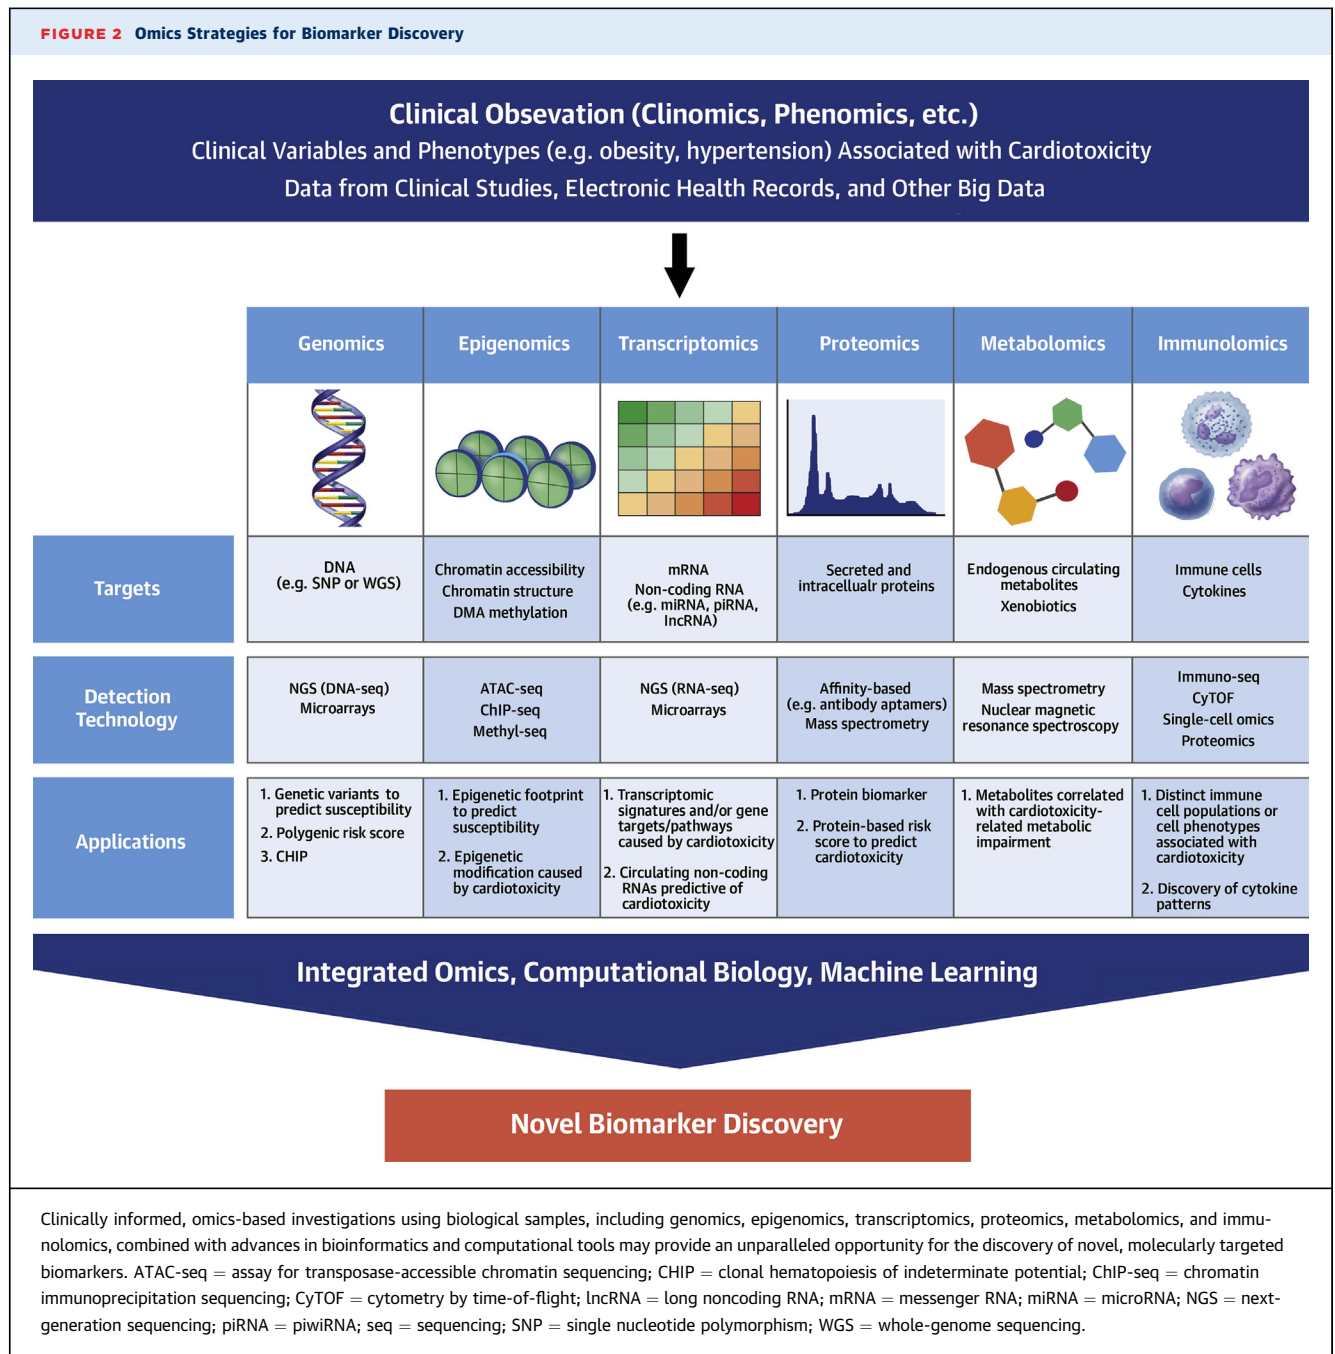 FIGURE 2 Omics Strategies for Biomarker Discovery
Clinical Obsevation (Clinomics, Phenomics, etc.)
Clinical Variables and Phenotypes (e.g. obesity, hypertension) Associated with Cardiotoxicity
Data from Clinical Studies, Electronic Health Records, and Other Big Data
Genomics
Epigenomics
Transcriptomics
Proteomics
Metabolomics
Immunolomics
Targets
DNA
(e.g. SNP or WGS)
Chromatin accessibility
Chromatin structure
DMA methylation
mRNA
Non-coding RNA
(e.g. miRNA, piRNA,
lncRNA)
Secreted and
intracellualr proteins
Endogenous circulating
metabolites
Xenobiotics
Immune cells
Cytokines
Detection
Technology
NGS (DNA-seq)
Microarrays
ATAC-seq
ChIP-seq
Methyl-seq
NGS (RNA-seq)
Microarrays
Affinity-based
(e.g. antibody aptamers)
Mass spectrometry
Mass spectrometry
Nuclear magnetic
resonance spectroscopy
Immuno-seq
CyTOF
Single-cell omics
Proteomics
Applications
1. Genetic variants to
predict susceptibility
2. Polygenic risk score
3. CHIP
1. Epigenetic footprint
to predict
susceptibility
2. Epigenetic
modification caused
by cardiotoxicity
1. Transcriptomic
signatures and/or gene
targets/pathways
caused by cardiotoxicity
2. Circulating non-coding
RNAs predictive of
cardiotoxicity
1. Protein biomarker
2. Protein-based risk
score to predict
cardiotoxicity
1. Metabolites correlated
with cardiotoxicity-
related metabolic
impairment
1. Distinct immune
cell populations or
cell phenotypes
associated with
cardiotoxicity
2. Discovery of cytokine
patterns
Integrated Omics, Computational Biology, Machine Learning
Novel Biomarker Discovery
Clinically informed, omics-based investigations using biological samples, including genomics, epigenomics, transcriptomics, proteomics, metabolomics, and immu-
nolomics, combined with advances in bioinformatics and computational tools may provide an unparalleled opportunity for the discovery of novel, molecularly targeted
biomarkers. ATAC-seq = assay for transposase-accessible chromatin sequencing; CHIP = clonal hematopoiesis of indeterminate potential; ChIP-seq = chromatin
immunoprecipitation sequencing; CyTOF = cytometry by time-of-flight; lncRNA = long noncoding RNA; mRNA = messenger RNA; miRNA = microRNA; NGS = next-
generation sequencing; piRNA = piwiRNA; seq = sequencing; SNP = single nucleotide polymorphism; WGS = whole-genome sequencing.